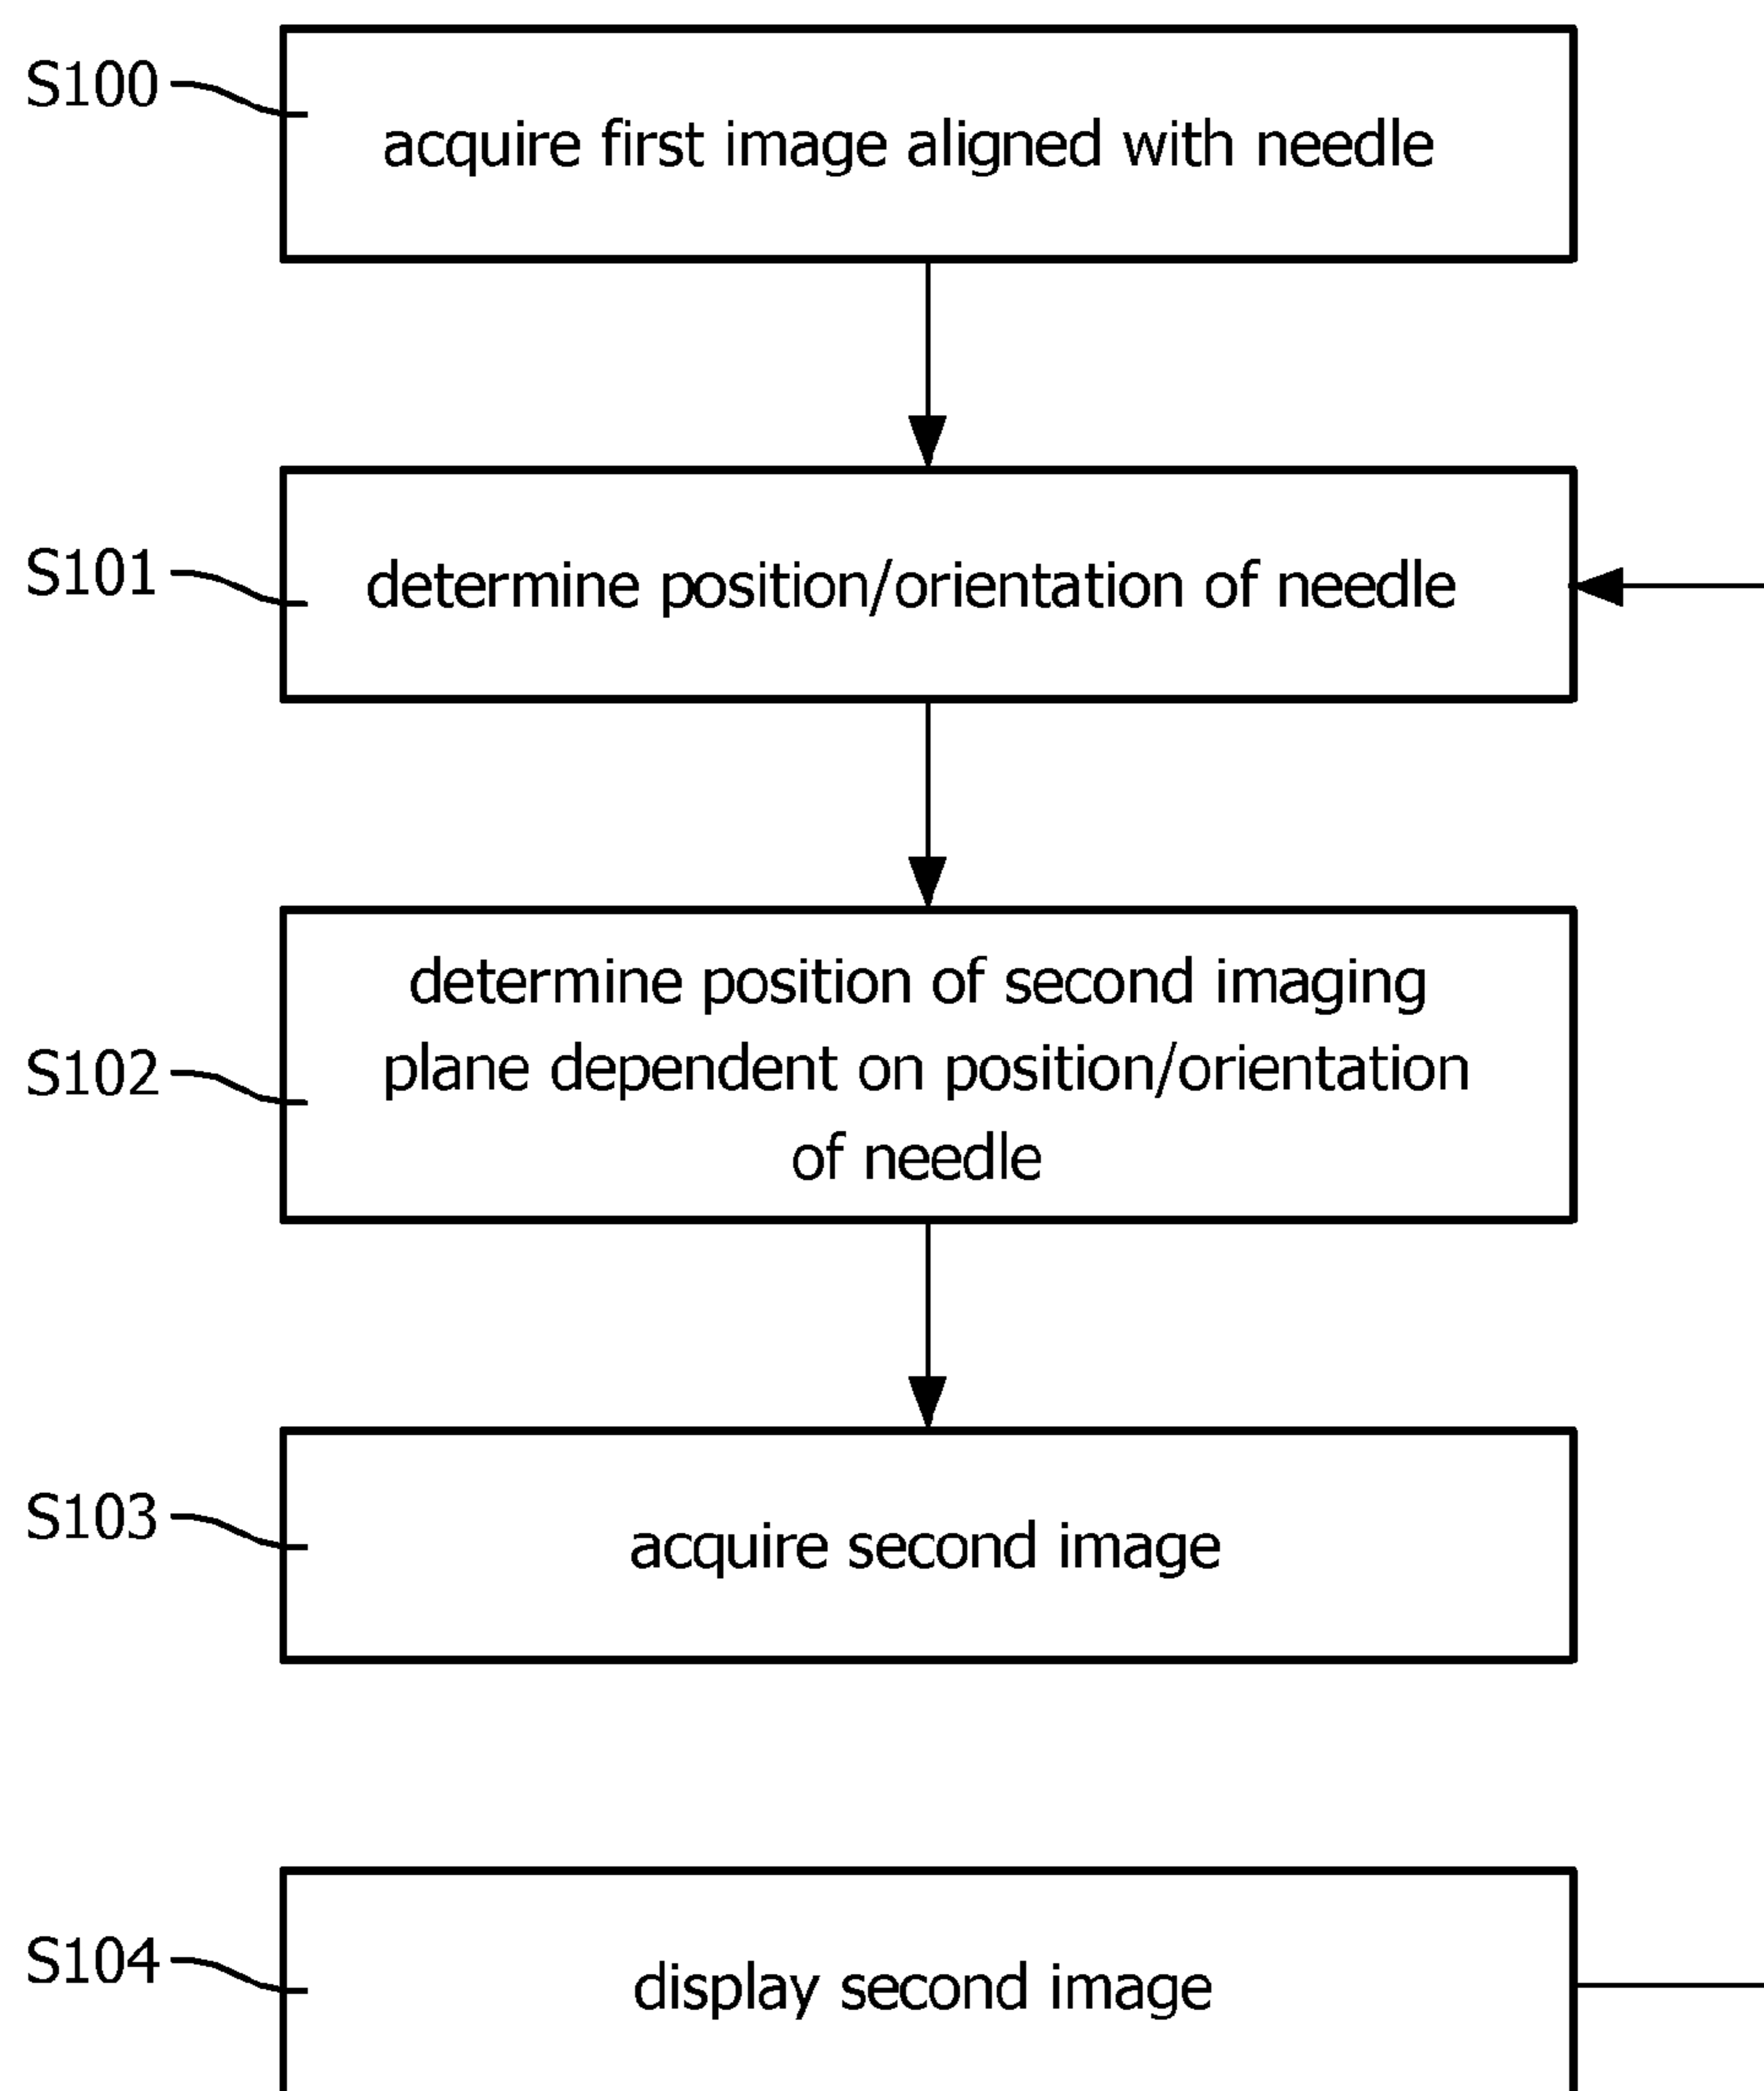 S100
acquire first image aligned with needle
S101
determine position/orientation of needle
S102
determine position of second imaging
plane dependent on position/orientation
of needle
S103
acquire second image
S104
display second image